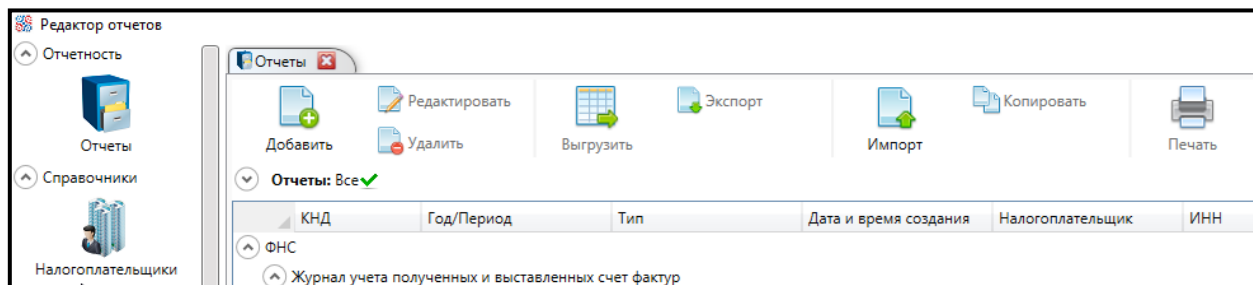 Редактор отчетов
Отчетность
Отчеты
Справочники
Налогоплательщики
Отчеты
Добавить
Редактировать
Удалить
Выгрузить
Экспорт
Импорт
Копировать
Печать
Отчеты: Все
КНД Год/Период Тип Дата и время создания Налогоплательщик ИНН
ФНС
Журнал учета полученных и выставленных счет фактур